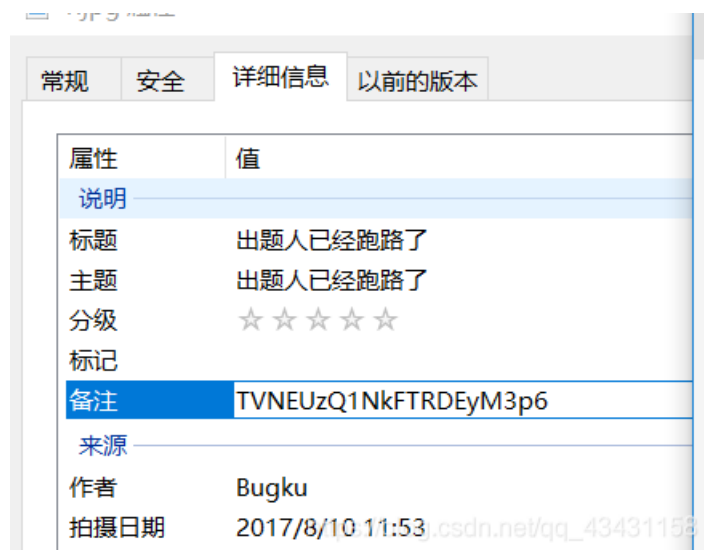 常规 安全 详细信息 以前的版本
属性 值
说明
标题 出题人已经跑路了
主题 出题人已经跑路了
分级 ☆☆☆☆☆
标记
备注 TVNEUzQ1NkFTRDEyM3p6
来源
作者 Bugku
拍摄日期 2017/8/10 11:53